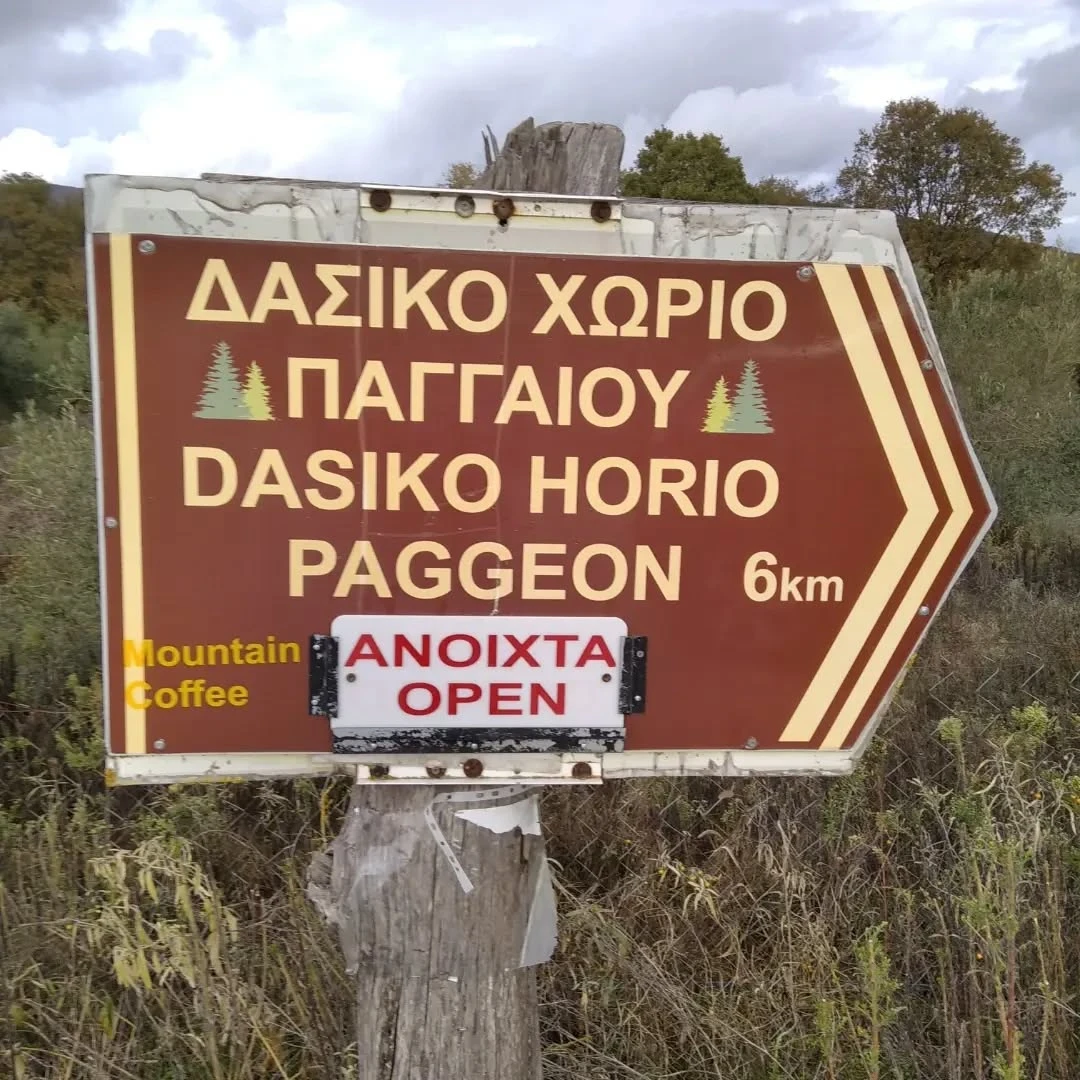 ΔΑΣΙΚΟ ΧΩΡΙΟ
ΠΑΓΓΑΙΟΥ
DASIKO HORIO
PAGGEON 6km
Mountain
Coffee
ΑΝΟΙΧΤΑ
OPEN